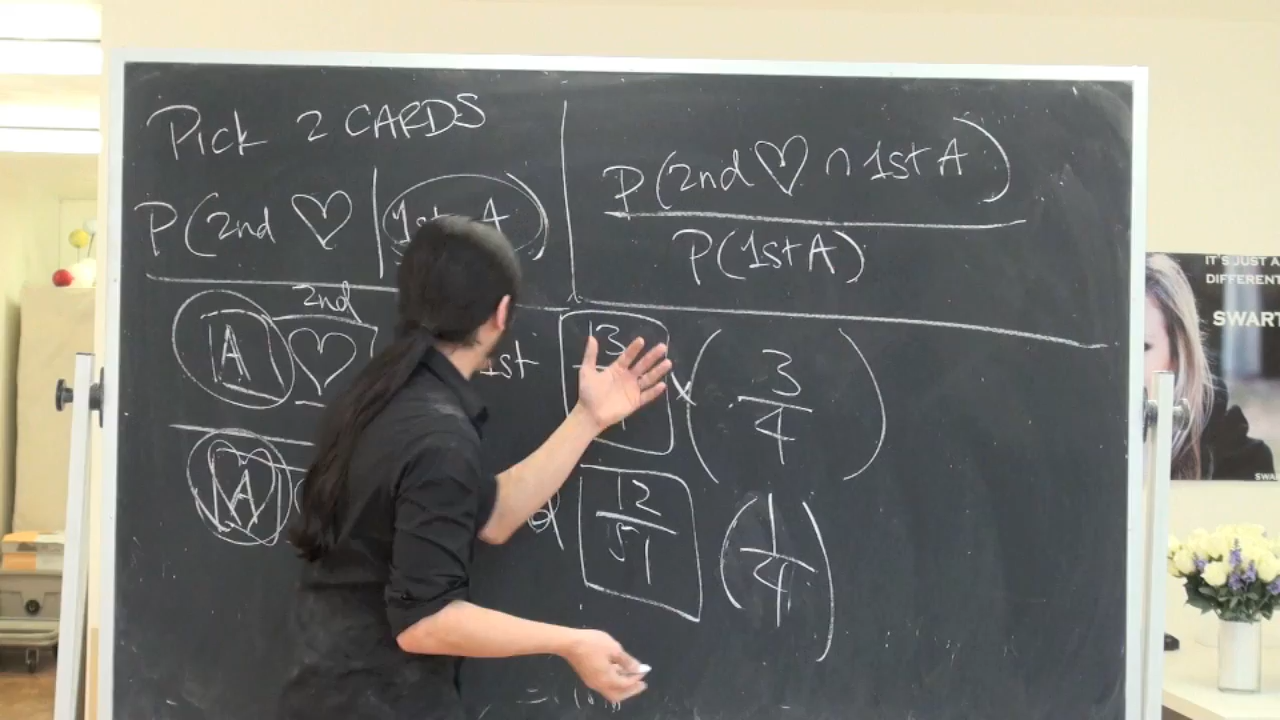 Pick 2 CARDS
P(2nd ♡ | 1st A)
P(2nd ♡ ∩ 1st A)
P(1st A)
2nd
A ♡
1st
13
x ( 3/4 )
A
12/51 ( 1/4 )
IT'S JUST A
DIFFERENT
SWART